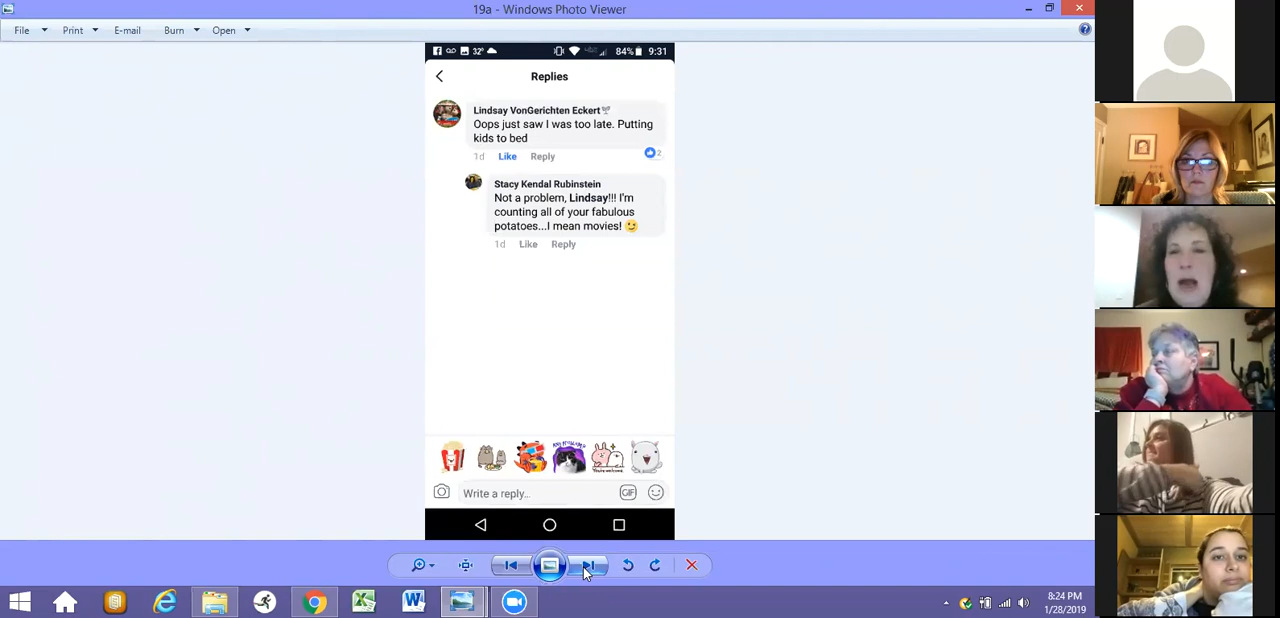 19a - Windows Photo Viewer
File Print E-mail Burn Open
32° 84% 9:31
Replies
Lindsay VonGerichten Eckert
Oops just saw I was too late. Putting
kids to bed
1d Like Reply 2
Stacy Kendal Rubinstein
Not a problem, Lindsay!!! I'm
counting all of your fabulous
potatoes...I mean movies!
1d Like Reply
Write a reply... GIF
8:24 PM
1/28/2019